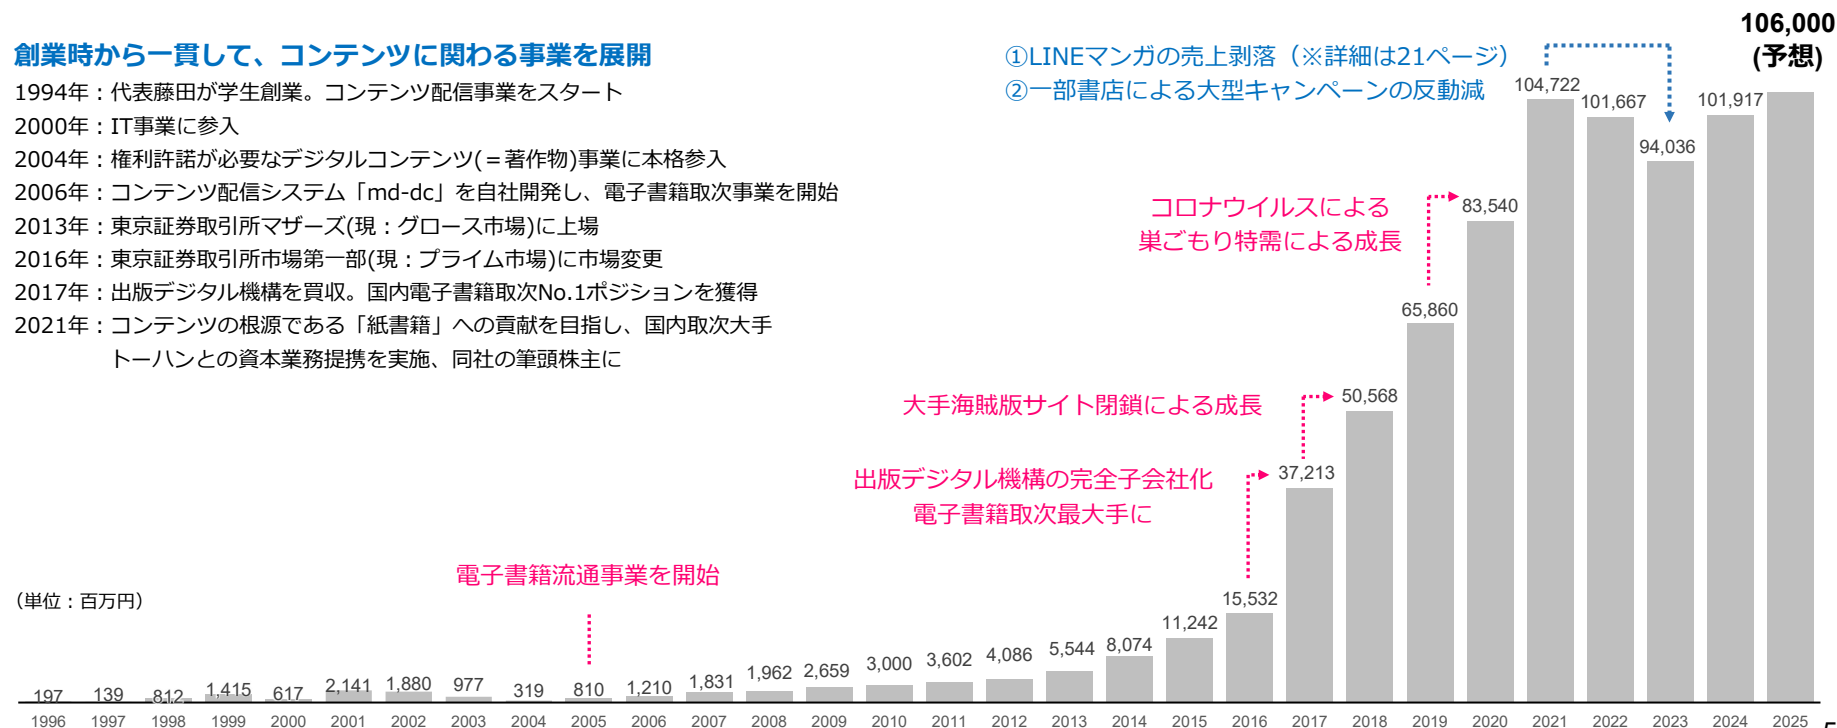 106,000
(予想)
創業時から一貫して、コンテンツに関わる事業を展開
1994年：代表藤田が学生創業。コンテンツ配信事業をスタート
2000年：IT事業に参入
2004年：権利許諾が必要なデジタルコンテンツ(＝著作物)事業に本格参入
2006年：コンテンツ配信システム「md-dc」を自社開発し、電子書籍取次事業を開始
2013年：東京証券取引所マザーズ(現：グロース市場)に上場
2016年：東京証券取引所市場第一部(現：プライム市場)に市場変更
2017年：出版デジタル機構を買収。国内電子書籍取次No.1ポジションを獲得
2021年：コンテンツの根源である「紙書籍」への貢献を目指し、国内取次大手
トーハンとの資本業務提携を実施、同社の筆頭株主に
①LINEマンガの売上剥落（※詳細は21ページ）
②一部書店による大型キャンペーンの反動減
コロナウイルスによる
巣ごもり特需による成長
大手海賊版サイト閉鎖による成長
出版デジタル機構の完全子会社化
電子書籍取次最大手に
電子書籍流通事業を開始
（単位：百万円）
197 139 812 1,415 617 2,141 1,880 977 319 810 1,210 1,831 1,962 2,659 3,000 3,602 4,086 5,544 8,074 11,242 15,532 37,213 50,568 65,860 83,540 104,722 101,667 94,036 101,917
1996 1997 1998 1999 2000 2001 2002 2003 2004 2005 2006 2007 2008 2009 2010 2011 2012 2013 2014 2015 2016 2017 2018 2019 2020 2021 2022 2023 2024 2025
5